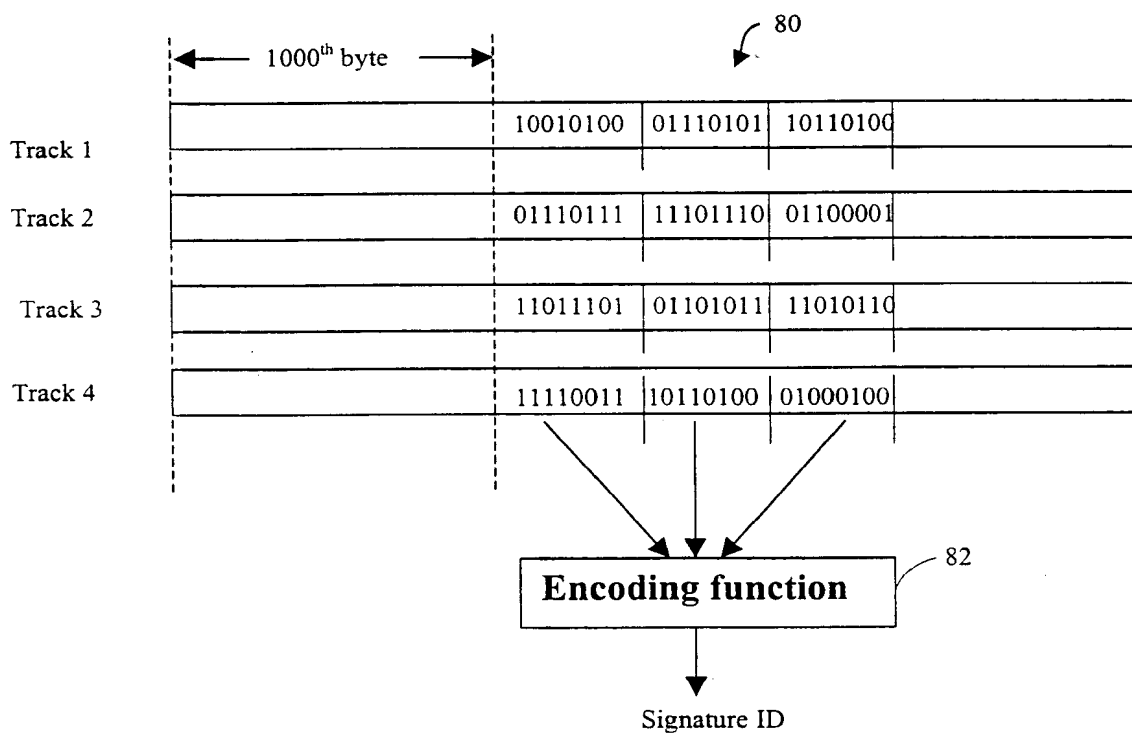 80
1000th byte
Track 1
10010100 01110101 10110100
Track 2
01110111 11101110 01100001
Track 3
11011101 01101011 11010110
Track 4
11110011 10110100 01000100
82
Encoding function
Signature ID